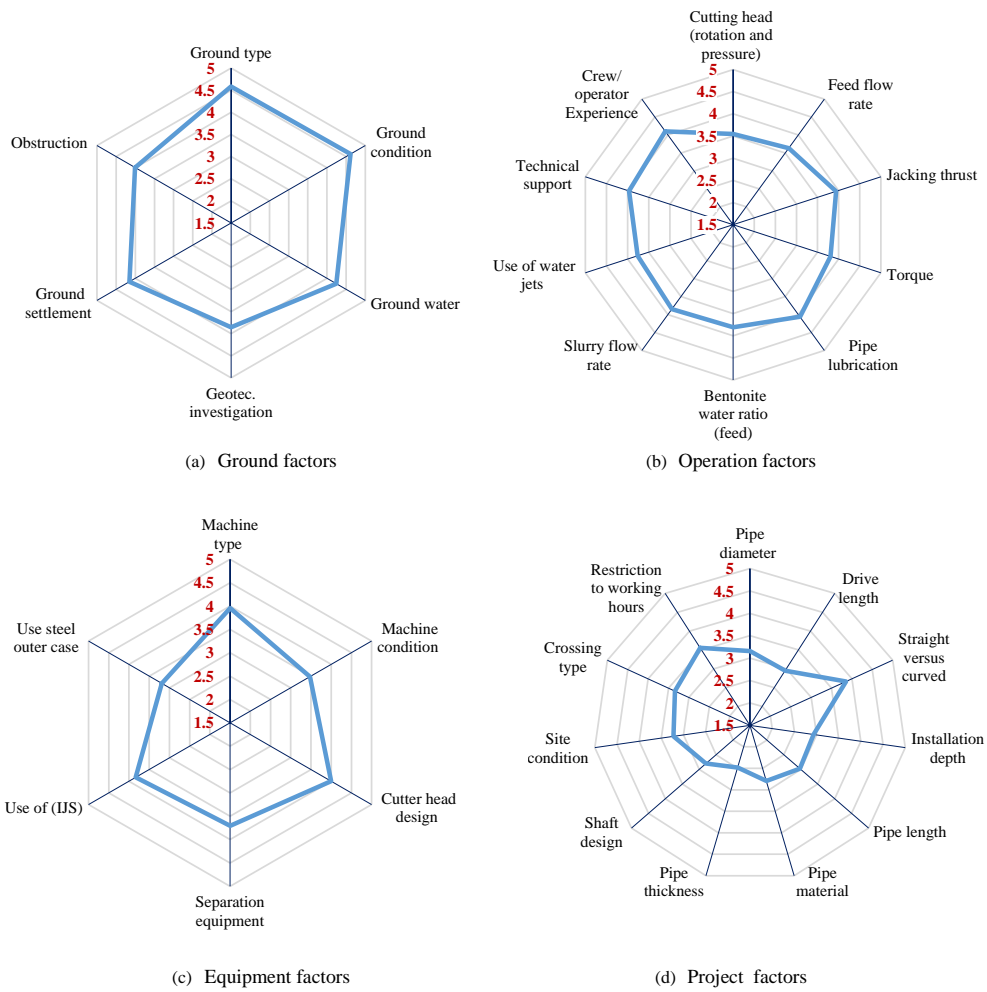 Ground type
5
4.5
4
3.5
3
2.5
2
1.5
Ground
condition
Ground water
Geotec.
investigation
Ground
settlement
Obstruction
(a) Ground factors
Cutting head
(rotation and
pressure)
5
4.5
4
3.5
3
2.5
2
1.5
Feed flow
rate
Jacking thrust
Torque
Pipe
lubrication
Bentonite
water ratio
(feed)
Slurry flow
rate
Use of water
jets
Technical
support
Crew/
operator
Experience
(b) Operation factors
Machine
type
5
4.5
4
3.5
3
2.5
2
1.5
Machine
condition
Cutter head
design
Separation
equipment
Use of (IJS)
Use steel
outer case
(c) Equipment factors
Pipe
diameter
5
4.5
4
3.5
3
2.5
2
1.5
Drive
length
Straight
versus
curved
Installation
depth
Pipe length
Pipe
material
Pipe
thickness
Shaft
design
Site
condition
Crossing
type
Restriction
to working
hours
(d) Project factors